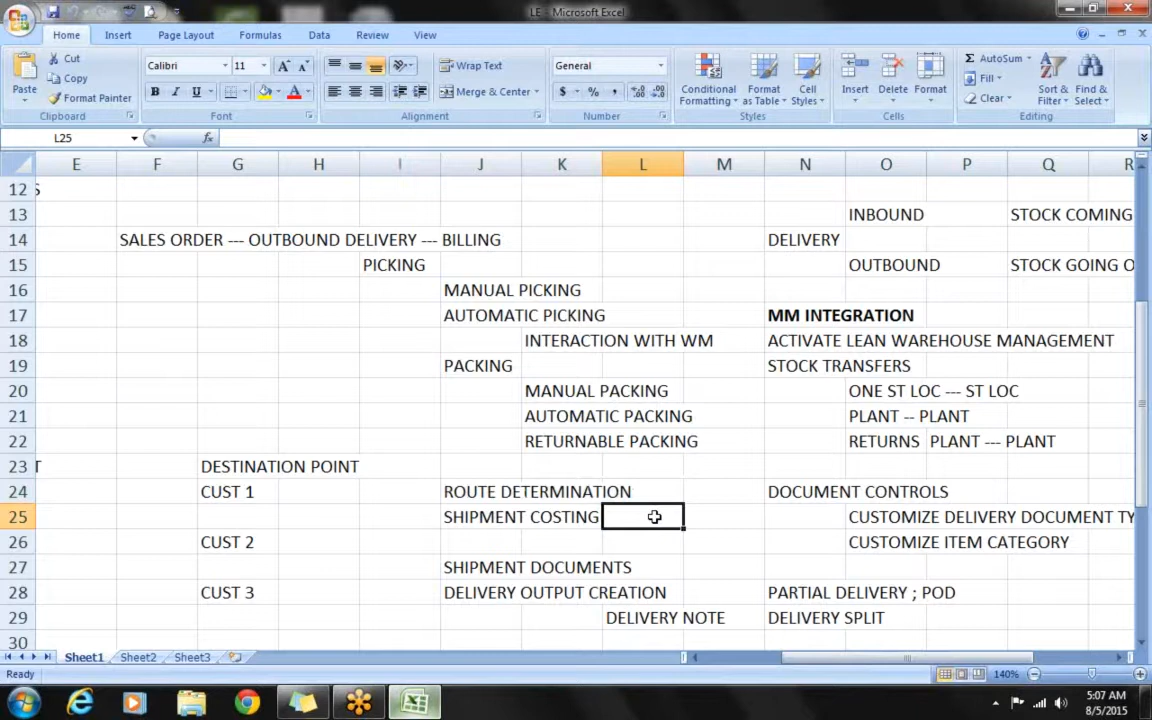 LE - Microsoft Excel
Home Insert Page Layout Formulas Data Review View
Cut
Copy
Format Painter
Paste
Clipboard
Calibri 11
B I U
Font
Wrap Text
Merge & Center
Alignment
General
$ % ,
Number
Conditional Formatting
Format as Table
Cell Styles
Styles
Insert Delete Format
Cells
AutoSum
Fill
Clear
Sort & Filter
Find & Select
Editing
L25 fx
E F G H I J K L M N O P Q R
12 S
13 INBOUND STOCK COMING
14 SALES ORDER --- OUTBOUND DELIVERY --- BILLING DELIVERY
15 PICKING OUTBOUND STOCK GOING O
16 MANUAL PICKING
17 AUTOMATIC PICKING MM INTEGRATION
18 INTERACTION WITH WM ACTIVATE LEAN WAREHOUSE MANAGEMENT
19 PACKING STOCK TRANSFERS
20 MANUAL PACKING ONE ST LOC --- ST LOC
21 AUTOMATIC PACKING PLANT -- PLANT
22 RETURNABLE PACKING RETURNS PLANT --- PLANT
23 T DESTINATION POINT
24 CUST 1 ROUTE DETERMINATION DOCUMENT CONTROLS
25 SHIPMENT COSTING CUSTOMIZE DELIVERY DOCUMENT TY
26 CUST 2 CUSTOMIZE ITEM CATEGORY
27 SHIPMENT DOCUMENTS
28 CUST 3 DELIVERY OUTPUT CREATION PARTIAL DELIVERY ; POD
29 DELIVERY NOTE DELIVERY SPLIT
30
Sheet1 Sheet2 Sheet3
Ready 140%
5:07 AM
8/5/2015